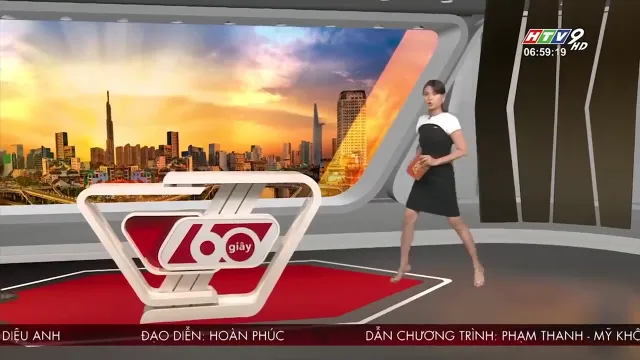 HTV9 HD
06:59:19
60 giây
DIỆU ANH ĐẠO DIỄN: HOÀN PHÚC DẪN CHƯƠNG TRÌNH: PHẠM THANH - MỸ KHÔ